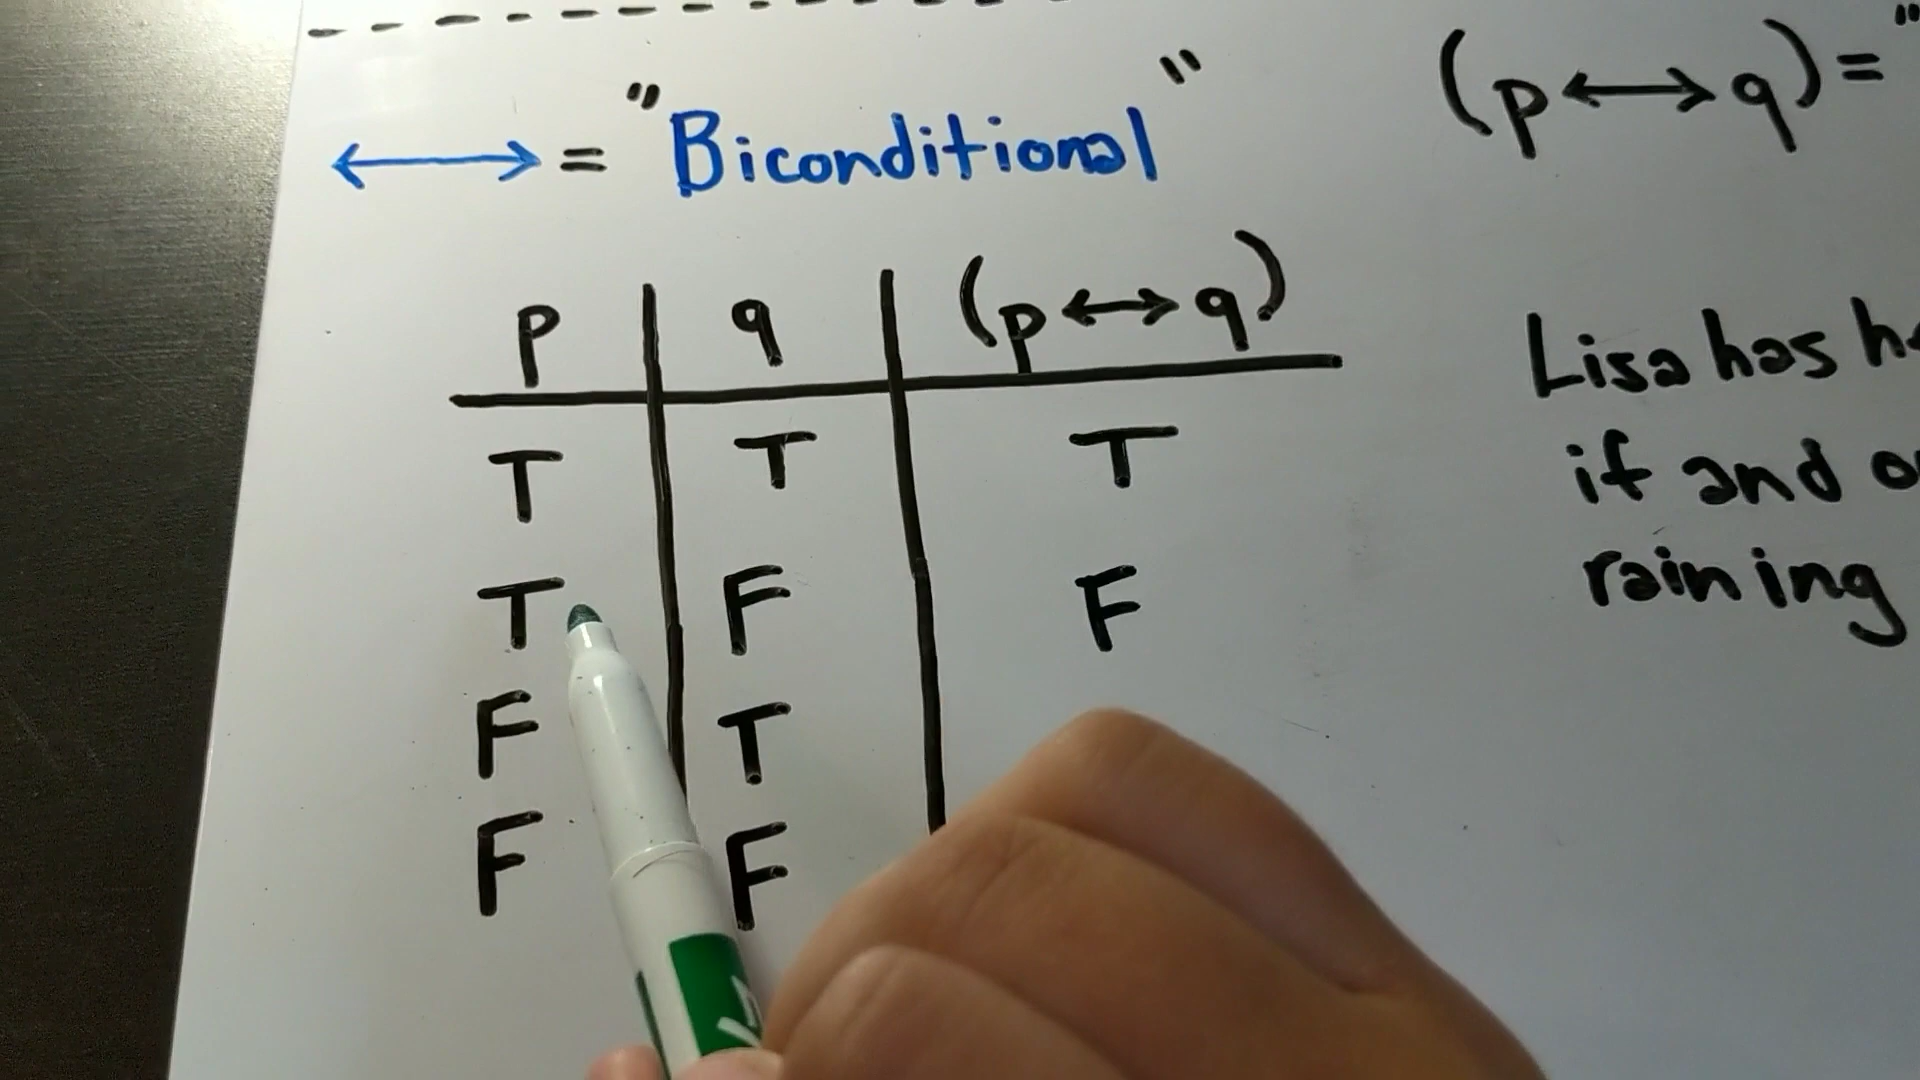 ↔ = "Biconditional"
p q (p↔q)
T T T
T F F
F T
F F
(p↔q) = "
Lisa has
if and
raining